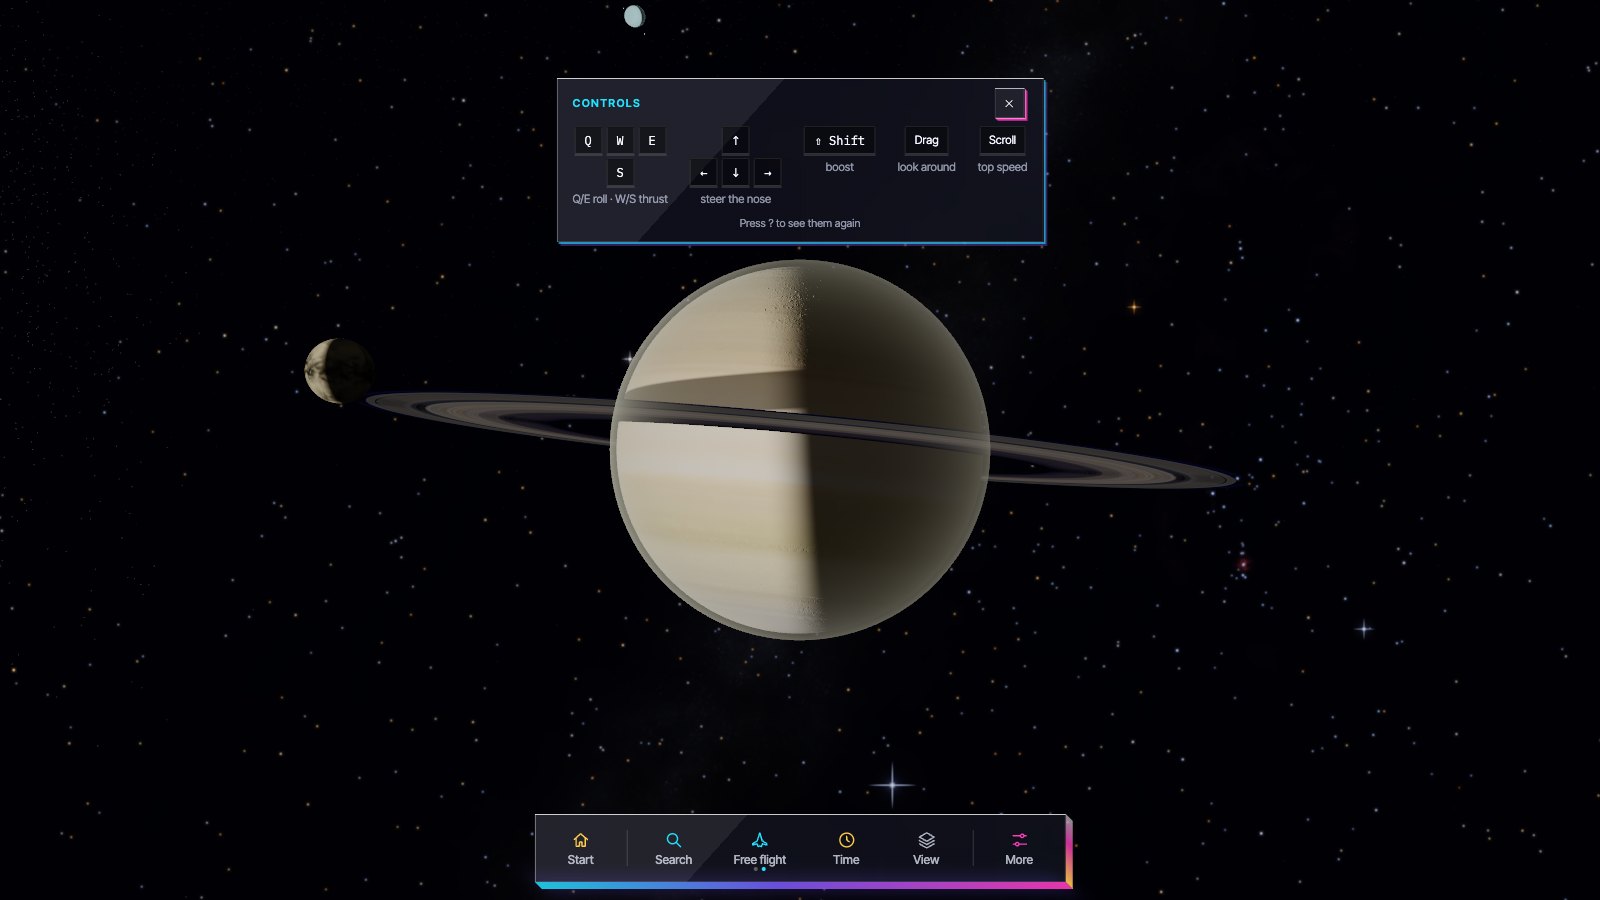 CONTROLS
×
Q W E
S
Q/E roll · W/S thrust
↑
← ↓ →
steer the nose
⇧ Shift
boost
Drag
look around
Scroll
top speed
Press ? to see them again
Start
Search
Free flight
Time
View
More